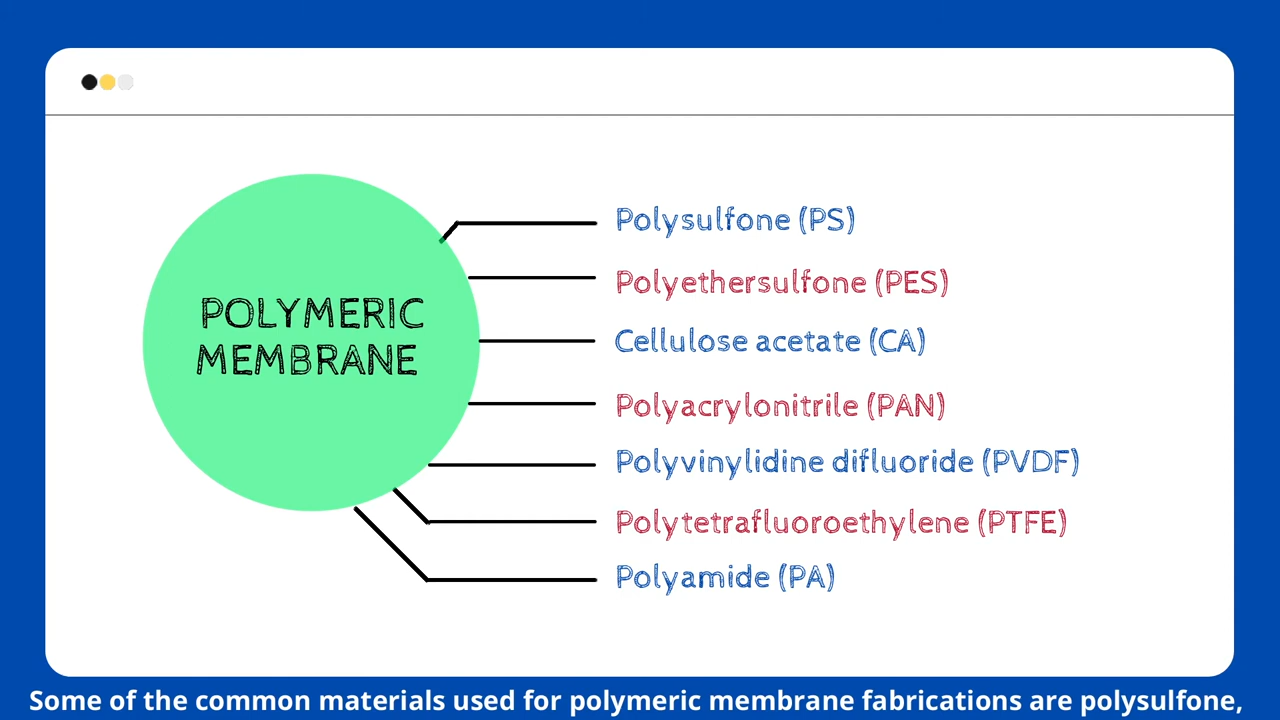 POLYMERIC
MEMBRANE
Polysulfone (PS)
Polyethersulfone (PES)
Cellulose acetate (CA)
Polyacrylonitrile (PAN)
Polyvinylidine difluoride (PVDF)
Polytetrafluoroethylene (PTFE)
Polyamide (PA)
Some of the common materials used for polymeric membrane fabrications are polysulfone,